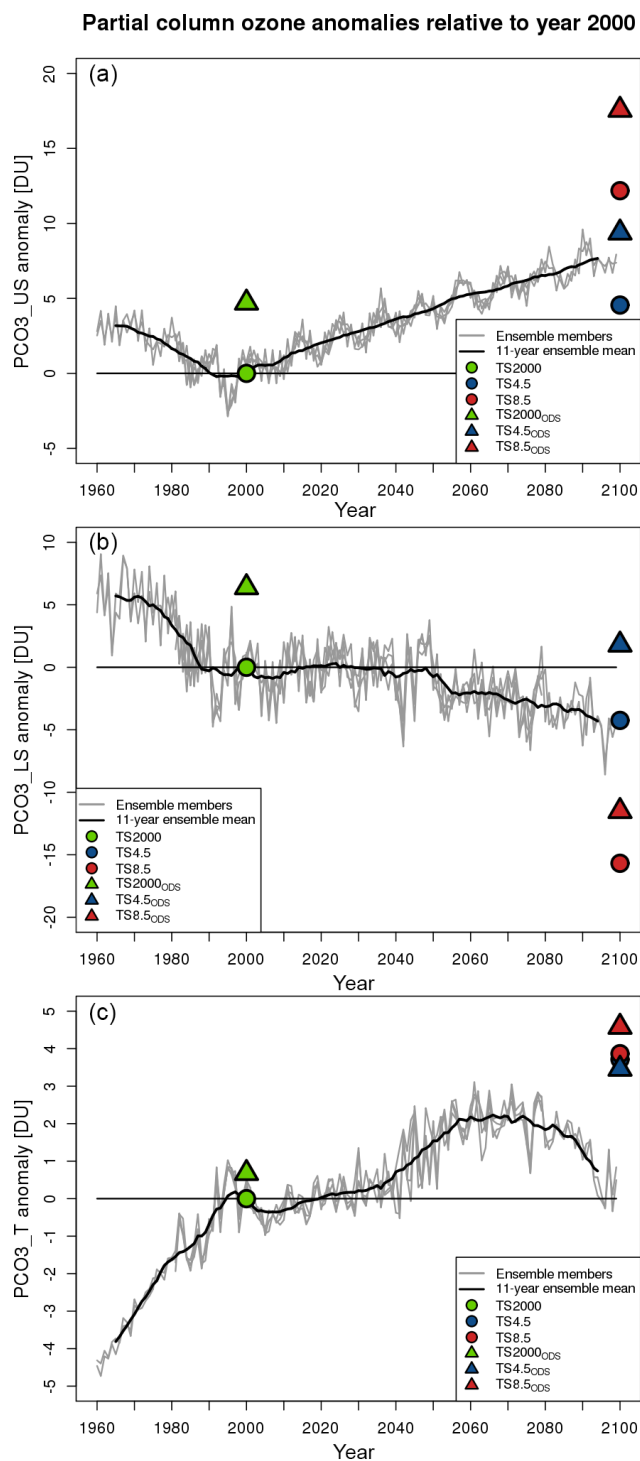 Partial column ozone anomalies relative to year 2000
(a)
PCO3_US anomaly [DU]
20
15
10
5
0
-5
Ensemble members
11-year ensemble mean
TS2000
TS4.5
TS8.5
TS2000ODS
TS4.5ODS
TS8.5ODS
1960 1980 2000 2020 2040 2060 2080 2100
Year
(b)
PCO3_LS anomaly [DU]
10
5
0
-5
-10
-15
-20
Ensemble members
11-year ensemble mean
TS2000
TS4.5
TS8.5
TS2000ODS
TS4.5ODS
TS8.5ODS
1960 1980 2000 2020 2040 2060 2080 2100
Year
(c)
PCO3_T anomaly [DU]
5
4
3
2
1
0
-1
-2
-3
-4
-5
Ensemble members
11-year ensemble mean
TS2000
TS4.5
TS8.5
TS2000ODS
TS4.5ODS
TS8.5ODS
1960 1980 2000 2020 2040 2060 2080 2100
Year